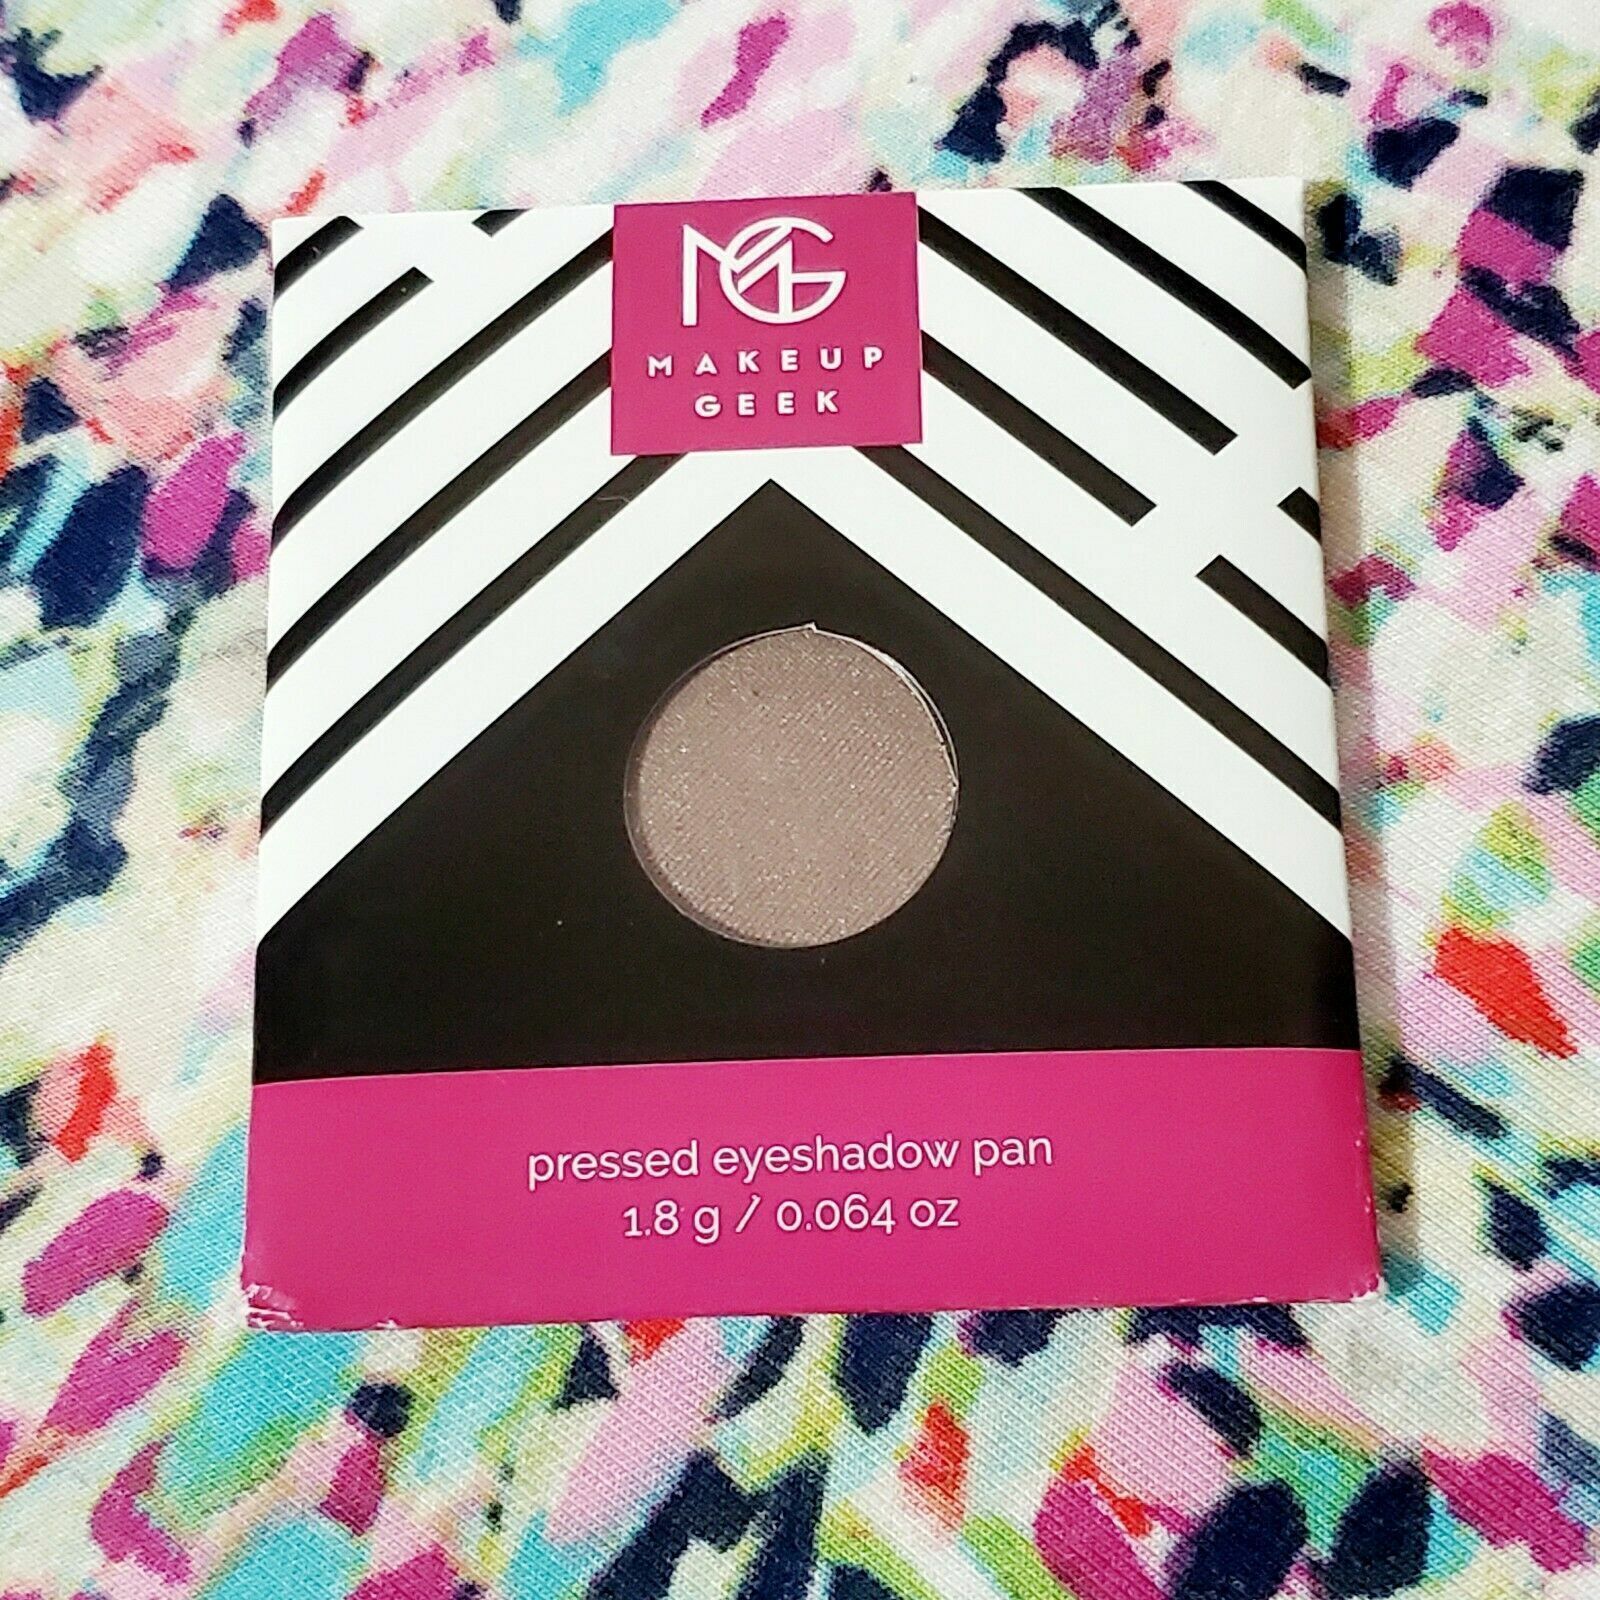 MG
MAKEUP
GEEK
pressed eyeshadow pan
1.8 g / 0.064 oz